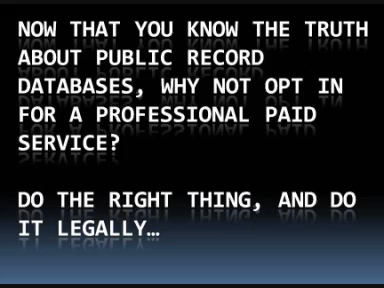 NOW THAT YOU KNOW THE TRUTH
ABOUT PUBLIC RECORD
DATABASES, WHY NOT OPT IN
FOR A PROFESSIONAL PAID
SERVICE?
DO THE RIGHT THING, AND DO
IT LEGALLY…